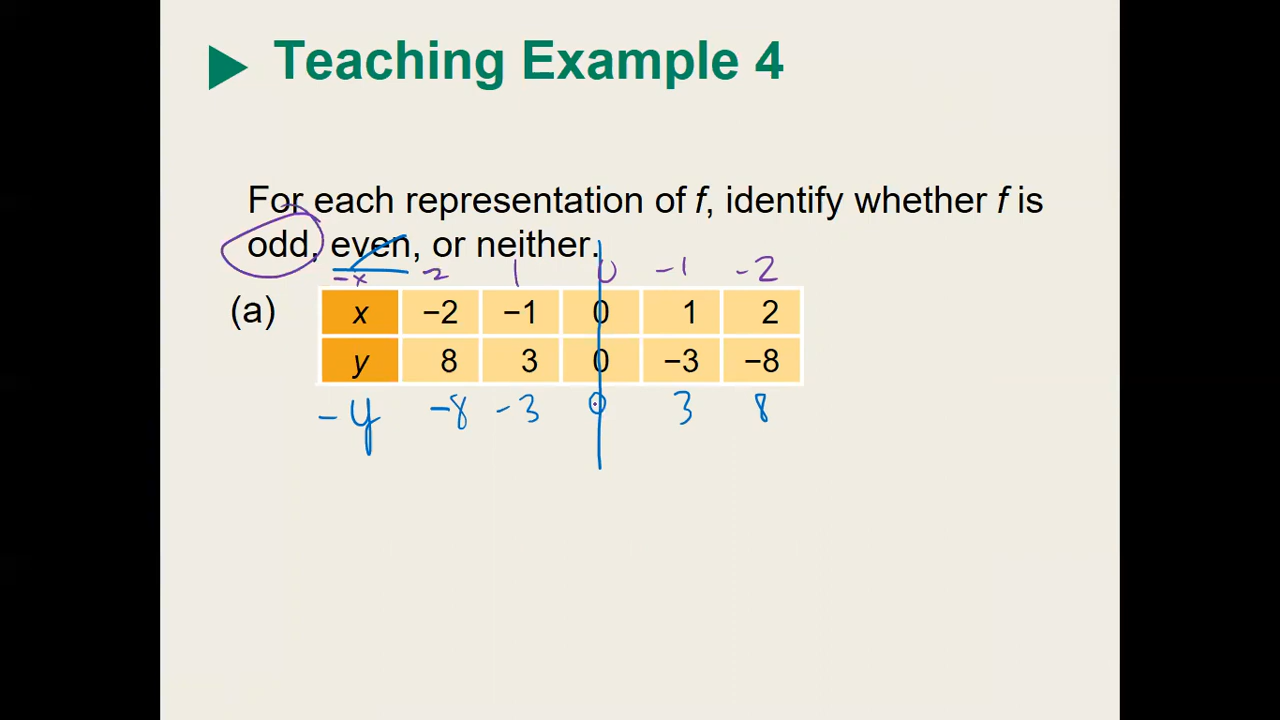 Teaching Example 4
For each representation of f, identify whether f is
odd, even, or neither.
-x -2 1 0 -1 -2
(a) x −2 −1 0 1 2
y 8 3 0 −3 −8
-y -8 -3 0 3 8